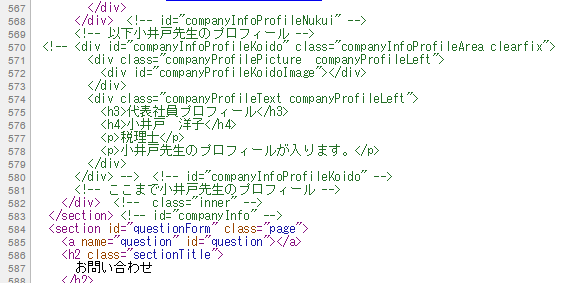 567 </div>
568 </div> <!-- id="companyInfoProfileNukui" -->
569 <!-- 以下小井戸先生のプロフィール -->
570 <!-- <div id="companyInfoProfileKoido" class="companyInfoProfileArea clearfix">
571 <div class="companyProfilePicture companyProfileLeft">
572 <div id="companyProfileKoidoImage"></div>
573 </div>
574 <div class="companyProfileText companyProfileLeft">
575 <h3>代表社員プロフィール</h3>
576 <h4>小井戸　洋子</h4>
577 <p>税理士</p>
578 <p>小井戸先生のプロフィールが入ります。</p>
579 </div>
580 </div> --> <!-- id="companyInfoProfileKoido" -->
581 <!-- ここまで小井戸先生のプロフィール -->
582 </div> <!-- class="inner" -->
583 </section> <!-- id="companyInfo" -->
584 <section id="questionForm" class="page">
585 <a name="question" id="question"></a>
586 <h2 class="sectionTitle">
587 お問い合わせ
588 </h2>